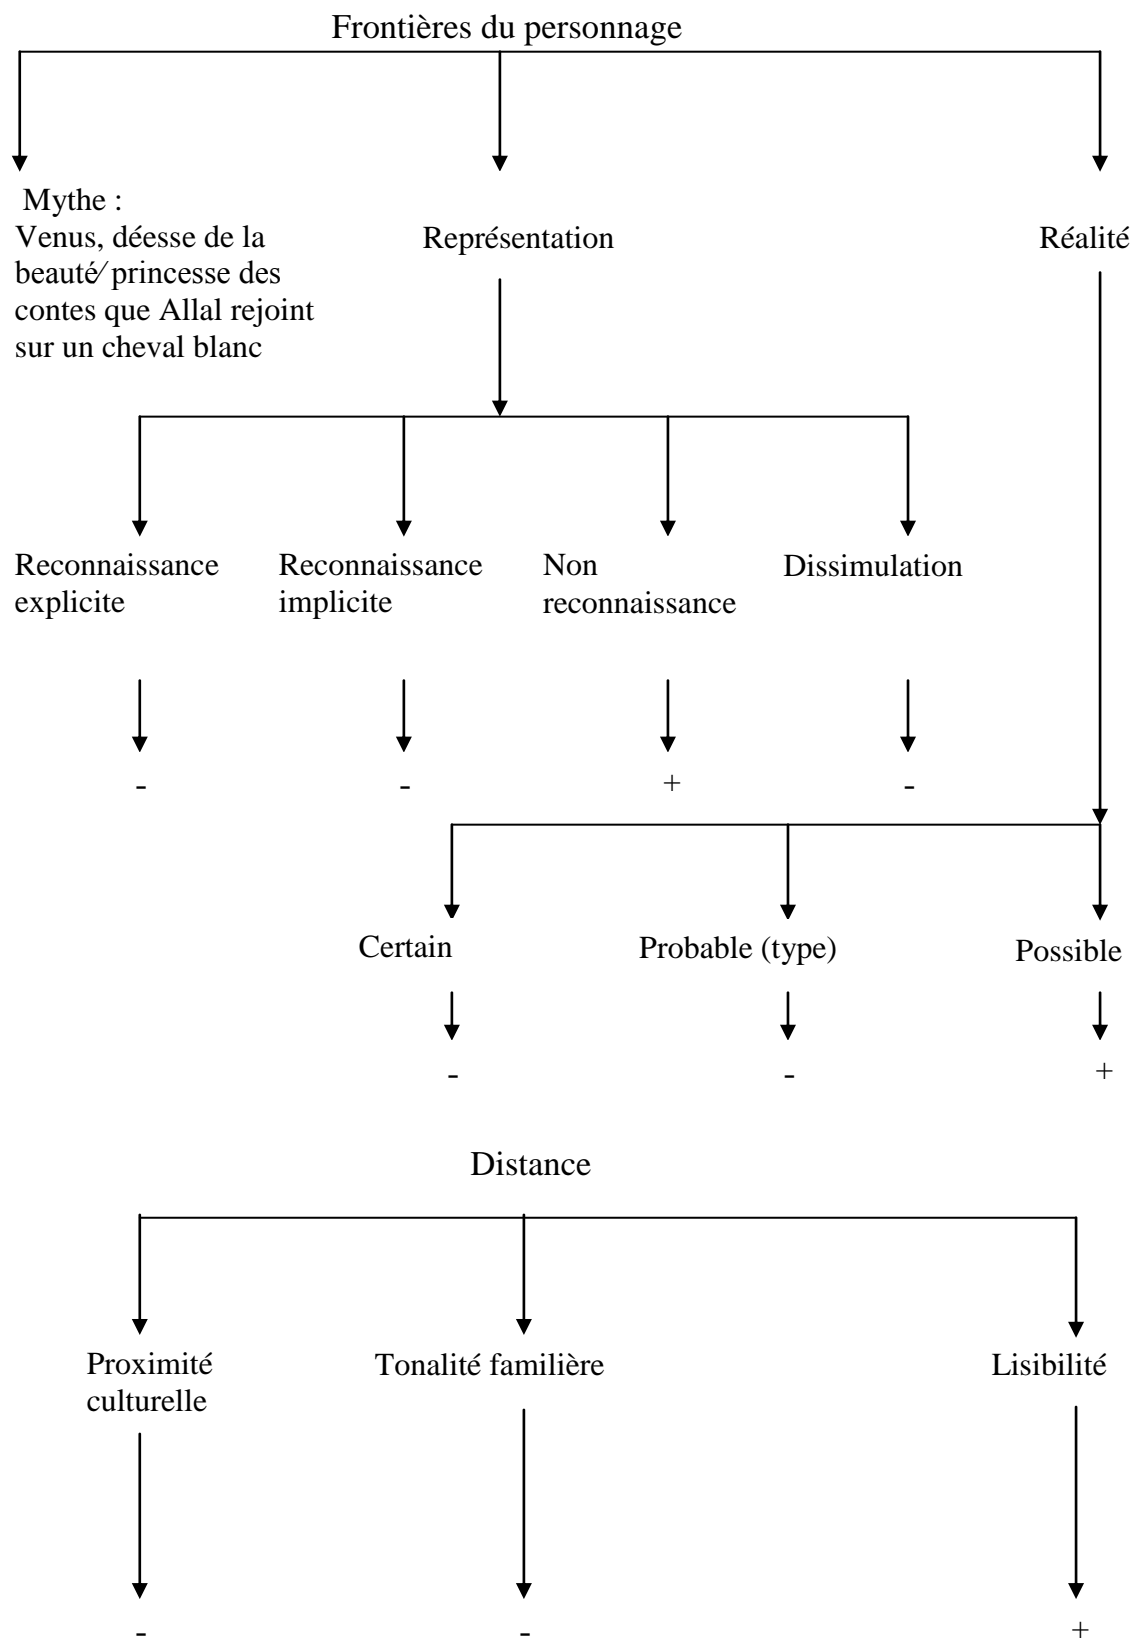 Frontières du personnage
Mythe :
Venus, déesse de la
beauté⁄ princesse des
contes que Allal rejoint
sur un cheval blanc
Représentation
Réalité
Reconnaissance
explicite
Reconnaissance
implicite
Non
reconnaissance
Dissimulation
-
-
+
-
Certain
Probable (type)
Possible
-
-
+
Distance
Proximité
culturelle
Tonalité familière
Lisibilité
-
-
+